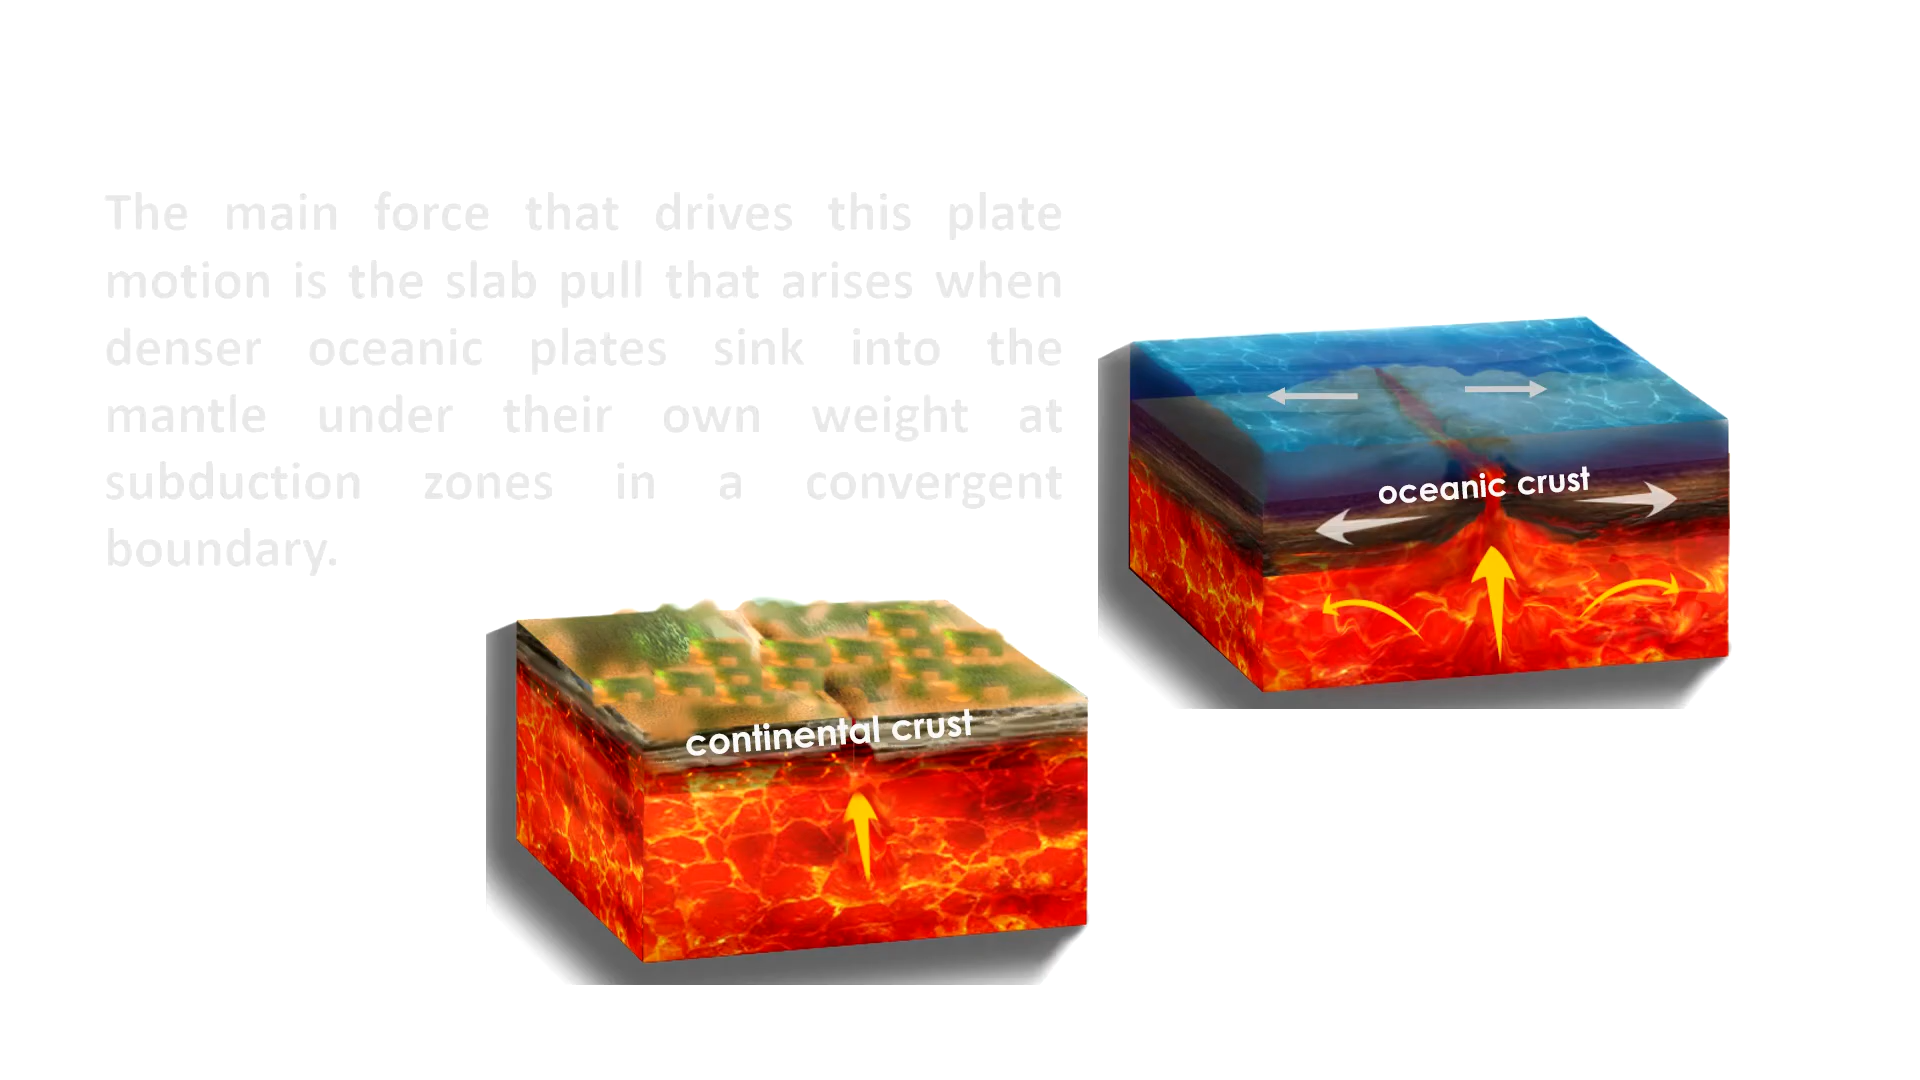 The main force that drives this plate
motion is the slab pull that arises when
denser oceanic plates sink into the
mantle under their own weight at
subduction zones in a convergent
boundary.
oceanic crust
continental crust